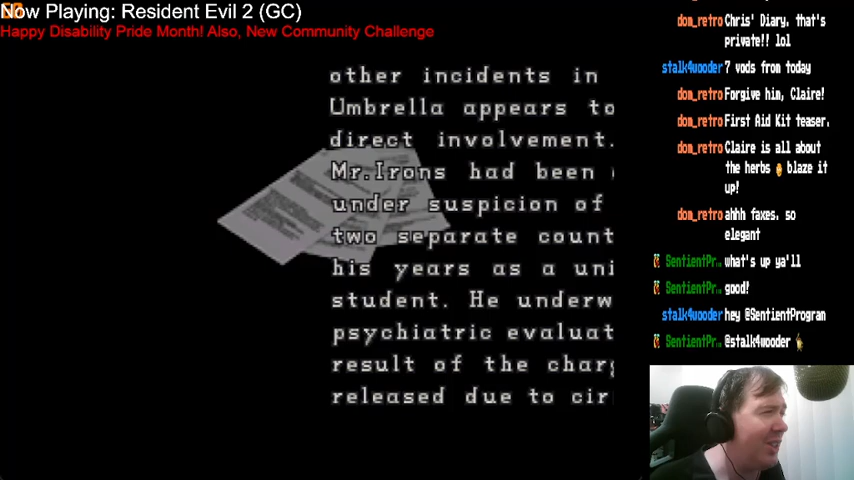 Now Playing: Resident Evil 2 (GC)
Happy Disability Pride Month! Also, New Community Challenge
other incidents in
Umbrella appears to
direct involvement.
Mr.Irons had been
under suspicion of
two separate count
his years as a uni
student. He underw
psychiatric evaluat
result of the charg
released due to cir
dom_retro Chris' Diary, that's
private!! lol
stalk4wooder 7 vods from today
dom_retro Forgive him, Claire!
dom_retro First Aid Kit teaser.
dom_retro Claire is all about
the herbs blaze it
up!
dom_retro ahhh faxes. so
elegant
SentientPr... what's up ya'll
SentientPr... good!
stalk4wooder hey @SentientProgram
SentientPr... @stalk4wooder